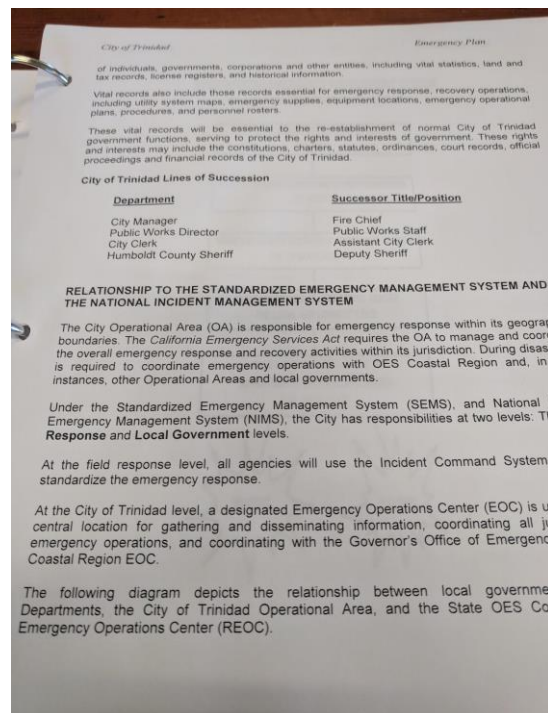 City of Trinidad Emergency Plan
of individuals, governments, corporations and other entities, including vital statistics, land and
tax records, license registers, and historical information.
Vital records also include those records essential for emergency response, recovery operations,
including utility system maps, emergency supplies, equipment locations, emergency operational
plans, procedures, and personnel rosters.
These vital records will be essential to the re-establishment of normal City of Trinidad
government functions, serving to protect the rights and interests of government. These rights
and interests may include the constitutions, charters, statutes, ordinances, court records, official
proceedings and financial records of the City of Trinidad.
City of Trinidad Lines of Succession
Department Successor Title/Position
City Manager Fire Chief
Public Works Director Public Works Staff
City Clerk Assistant City Clerk
Humboldt County Sheriff Deputy Sheriff
RELATIONSHIP TO THE STANDARDIZED EMERGENCY MANAGEMENT SYSTEM AND
THE NATIONAL INCIDENT MANAGEMENT SYSTEM
The City Operational Area (OA) is responsible for emergency response within its geograp
boundaries. The California Emergency Services Act requires the OA to manage and coor
the overall emergency response and recovery activities within its jurisdiction. During disas
is required to coordinate emergency operations with OES Coastal Region and, in
instances, other Operational Areas and local governments.
Under the Standardized Emergency Management System (SEMS), and National
Emergency Management System (NIMS), the City has responsibilities at two levels: T
Response and Local Government levels.
At the field response level, all agencies will use the Incident Command System
standardize the emergency response.
At the City of Trinidad level, a designated Emergency Operations Center (EOC) is u
central location for gathering and disseminating information, coordinating all ju
emergency operations, and coordinating with the Governor's Office of Emergenc
Coastal Region EOC.
The following diagram depicts the relationship between local governme
Departments, the City of Trinidad Operational Area, and the State OES Co
Emergency Operations Center (REOC).